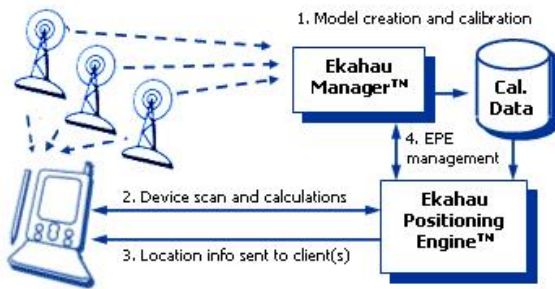 1. Model creation and calibration
Ekahau
Manager™
Cal.
Data
4. EPE
management
2. Device scan and calculations
Ekahau
Positioning
Engine™
3. Location info sent to client(s)